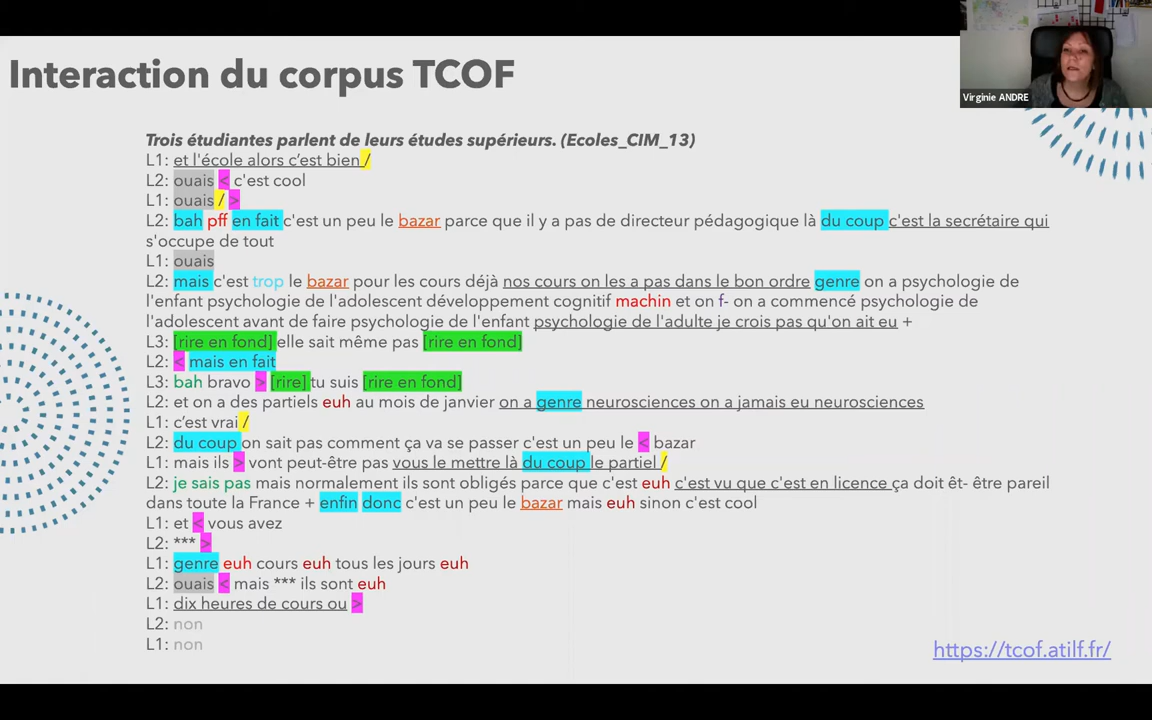 Interaction du corpus TCOF
Virginie ANDRE
Trois étudiantes parlent de leurs études supérieurs. (Ecoles_CIM_13)
L1: et l'école alors c’est bien /
L2: ouais < c'est cool
L1: ouais / >
L2: bah pff en fait c'est un peu le bazar parce que il y a pas de directeur pédagogique là du coup c'est la secrétaire qui
s'occupe de tout
L1: ouais
L2: mais c'est trop le bazar pour les cours déjà nos cours on les a pas dans le bon ordre genre on a psychologie de
l'enfant psychologie de l'adolescent développement cognitif machin et on f- on a commencé psychologie de
l'adolescent avant de faire psychologie de l'enfant psychologie de l'adulte je crois pas qu'on ait eu +
L3: [rire en fond] elle sait même pas [rire en fond]
L2: < mais en fait
L3: bah bravo > [rire] tu suis [rire en fond]
L2: et on a des partiels euh au mois de janvier on a genre neurosciences on a jamais eu neurosciences
L1: c’est vrai /
L2: du coup on sait pas comment ça va se passer c'est un peu le < bazar
L1: mais ils > vont peut-être pas vous le mettre là du coup le partiel /
L2: je sais pas mais normalement ils sont obligés parce que c'est euh c'est vu que c'est en licence ça doit êt- être pareil
dans toute la France + enfin donc c'est un peu le bazar mais euh sinon c'est cool
L1: et < vous avez
L2: *** >
L1: genre euh cours euh tous les jours euh
L2: ouais < mais *** ils sont euh
L1: dix heures de cours ou >
L2: non
L1: non
https://tcof.atilf.fr/